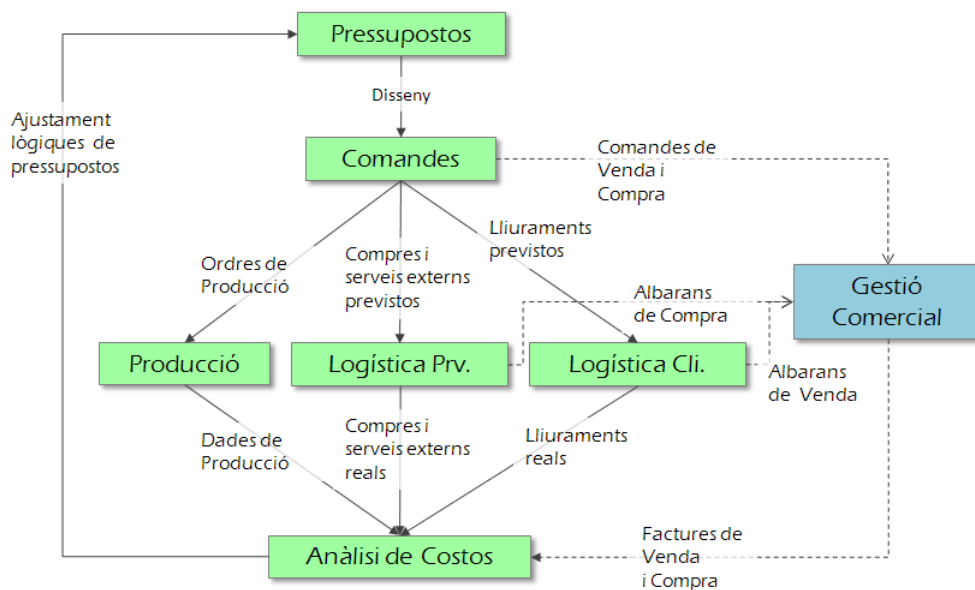 Pressupostos
Disseny
Ajustament
lògiques de
pressupostos
Comandes
Comandes de
Venda i
Compra
Lliuraments
previstos
Compres i
serveis externs
previstos
Ordres de
Producció
Gestió
Comercial
Albarans
de Compra
Producció
Logística Prv.
Logística Cli.
Albarans
de Venda
Dades de
Producció
Compres i
serveis externs
reals
Lliuraments
reals
Anàlisi de Costos
Factures de
Venda
i Compra